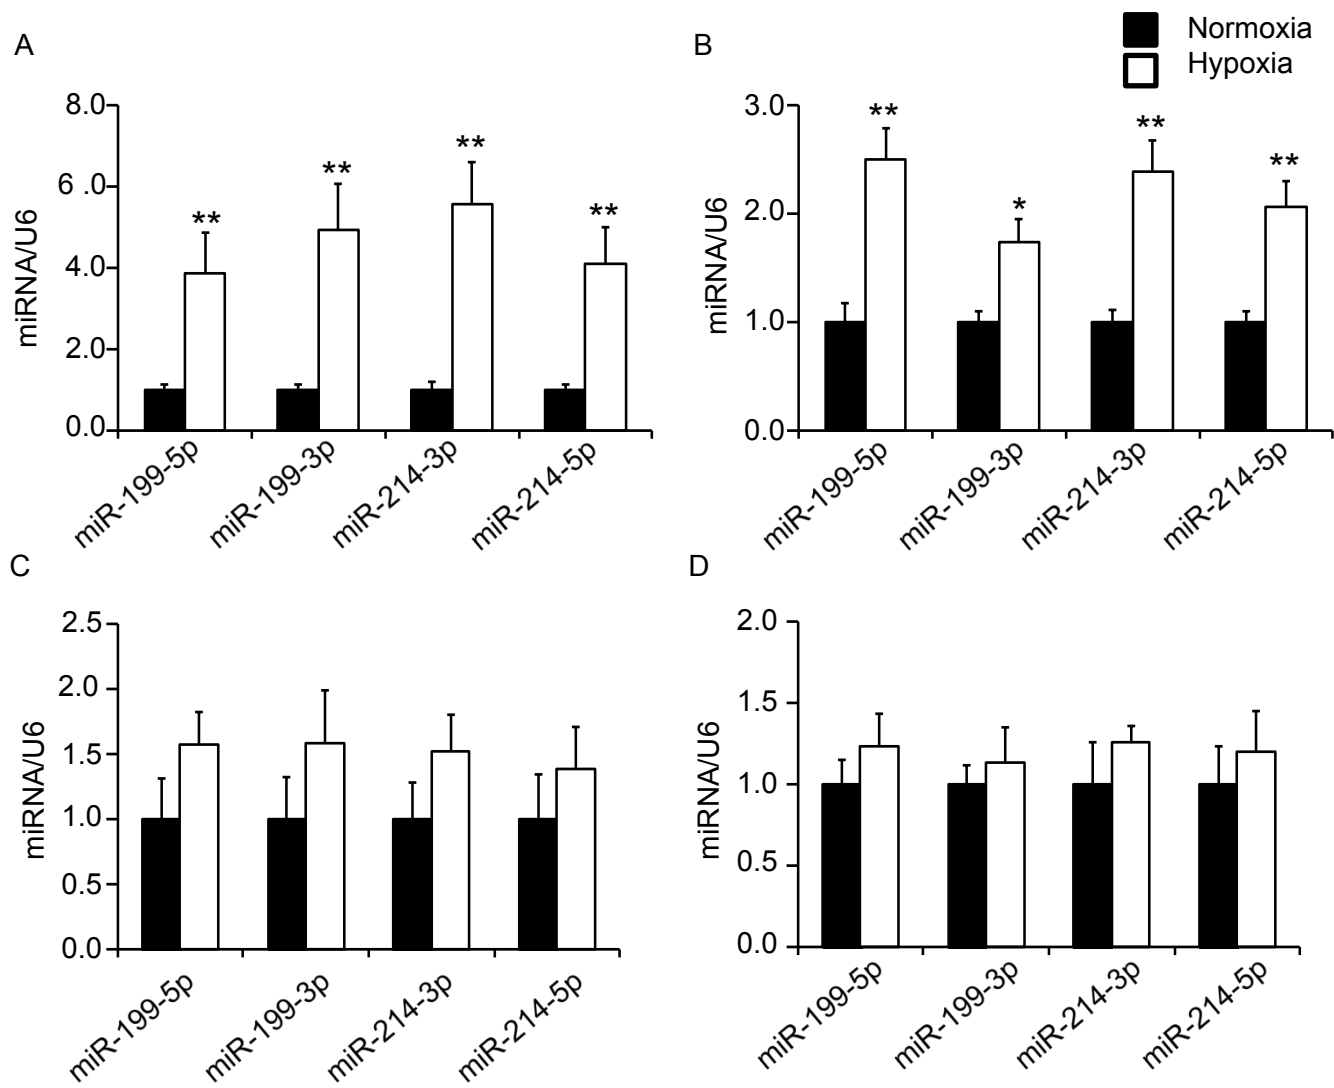 Normoxia
Hypoxia
A
8.0
6 .0
4.0
2.0
0.0
miRNA/U6
**
**
**
**
miR-199-5p
miR-199-3p
miR-214-3p
miR-214-5p
B
3.0
2.0
1.0
0.0
miRNA/U6
**
*
**
**
miR-199-5p
miR-199-3p
miR-214-3p
miR-214-5p
C
2.5
2.0
1.5
1.0
0.5
0.0
miRNA/U6
miR-199-5p
miR-199-3p
miR-214-3p
miR-214-5p
D
2.0
1.5
1.0
0.5
0.0
miRNA/U6
miR-199-5p
miR-199-3p
miR-214-3p
miR-214-5p